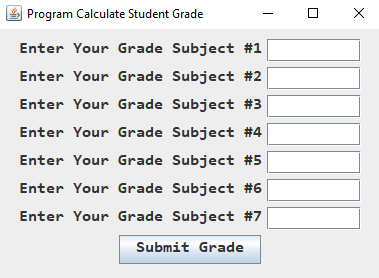 Program Calculate Student Grade
Enter Your Grade Subject #1
Enter Your Grade Subject #2
Enter Your Grade Subject #3
Enter Your Grade Subject #4
Enter Your Grade Subject #5
Enter Your Grade Subject #6
Enter Your Grade Subject #7
Submit Grade